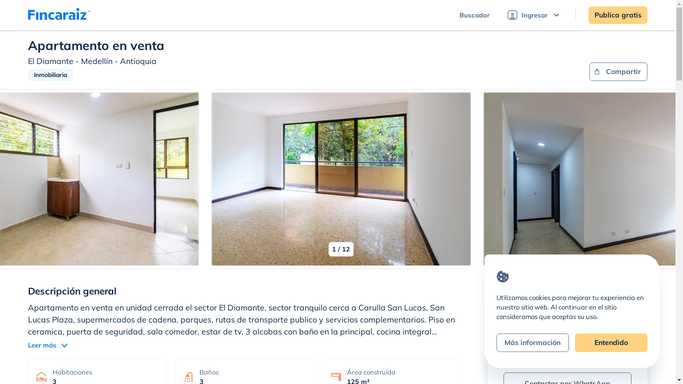 Fincaraiz
Buscador
Ingresar
Publica gratis
Apartamento en venta
El Diamante - Medellín - Antioquia
Inmobiliaria
Compartir
1 / 12
Descripción general
Apartamento en venta en unidad cerrada el sector El Diamante, sector tranquilo cerca a Carulla San Lucas, San
Lucas Plaza, supermercados de cadena, parques, rutas de transporte publico y servicios complementarios. Piso en
ceramica, puerta de seguridad, sala comedor, estar de tv, 3 alcobas con baño en la principal, cocina integral...
Leer más
Habitaciones
3
Baños
3
Área construida
125 m²
Utilizamos cookies para mejorar tu experiencia en
nuestro sitio web. Al continuar en el sitio
consideramos que aceptas su uso.
Más información
Entendido
Contactar por WhatsApp